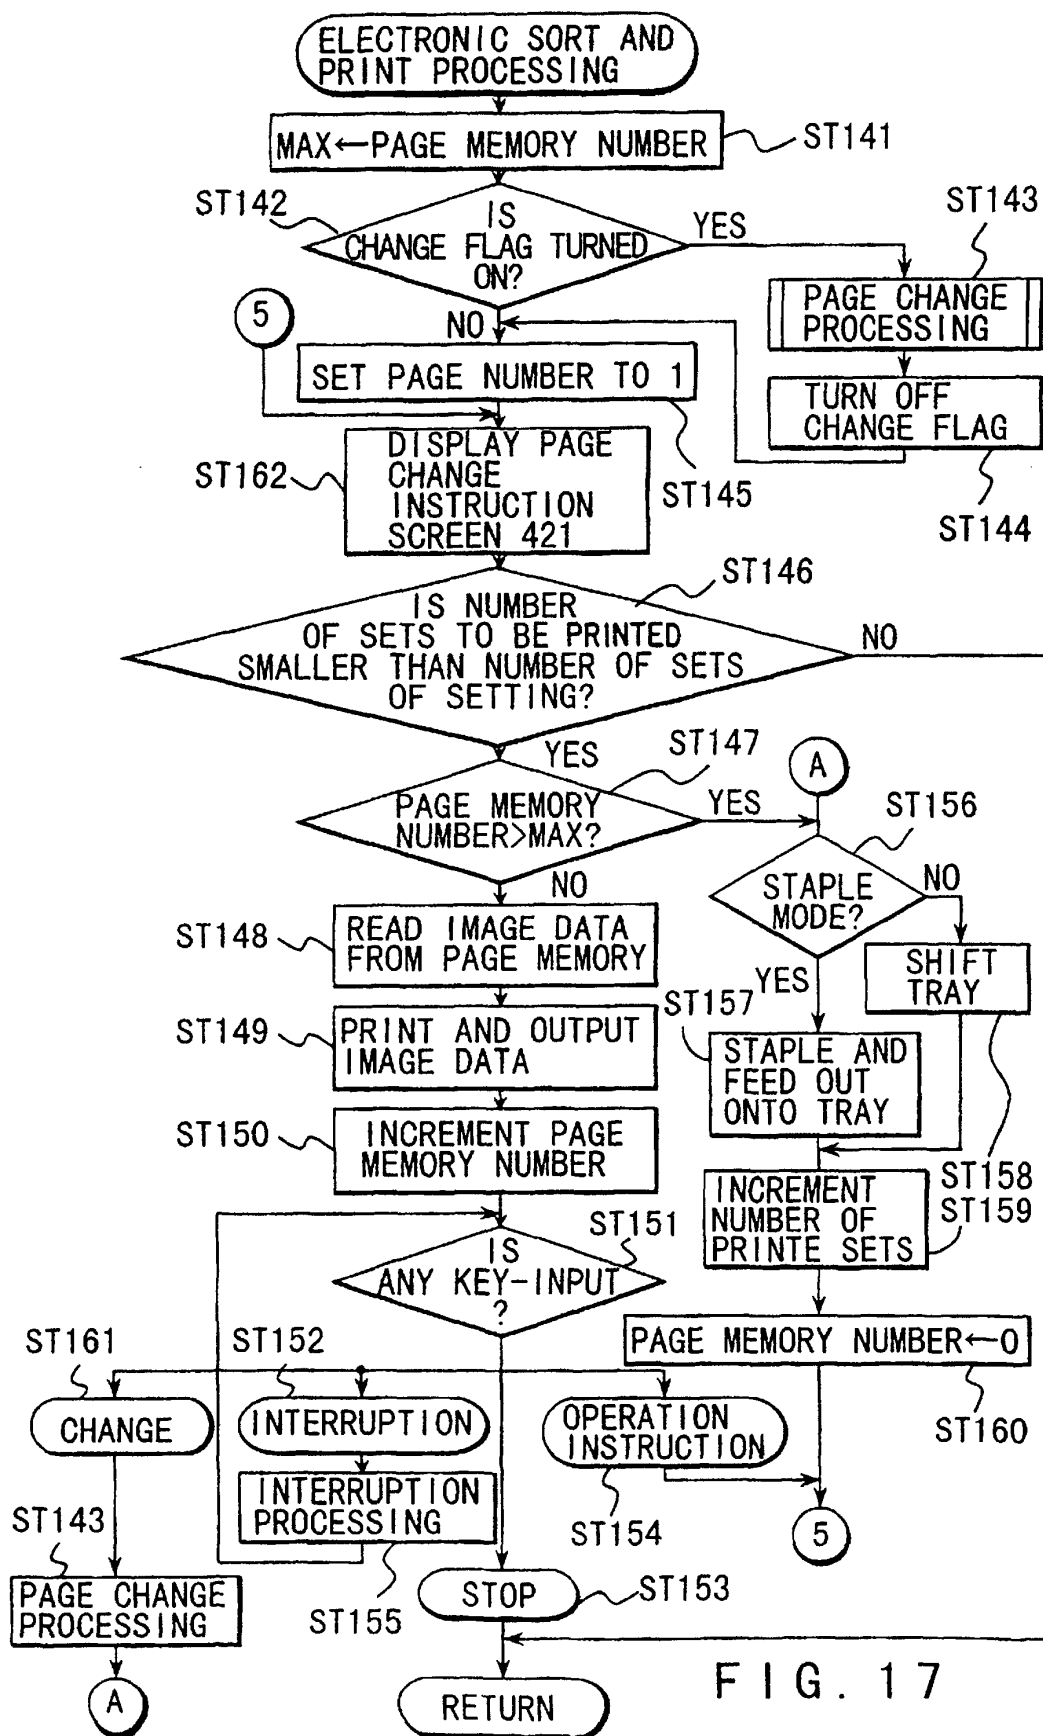 ELECTRONIC SORT AND
PRINT PROCESSING
MAX←PAGE MEMORY NUMBER
ST141
ST142
IS
CHANGE FLAG TURNED
ON?
YES
ST143
PAGE CHANGE
PROCESSING
5
NO
SET PAGE NUMBER TO 1
TURN OFF
CHANGE FLAG
ST162
DISPLAY PAGE
CHANGE
INSTRUCTION
SCREEN 421
ST145
ST144
ST146
IS NUMBER
OF SETS TO BE PRINTED
SMALLER THAN NUMBER OF SETS
OF SETTING?
NO
YES
ST147
PAGE MEMORY
NUMBER>MAX?
YES
A
ST156
NO
STAPLE
MODE?
NO
ST148
READ IMAGE DATA
FROM PAGE MEMORY
YES
SHIFT
TRAY
ST149
PRINT AND OUTPUT
IMAGE DATA
ST157
STAPLE AND
FEED OUT
ONTO TRAY
ST150
INCREMENT PAGE
MEMORY NUMBER
ST158
INCREMENT
NUMBER OF
PRINTE SETS
ST159
ST151
IS
ANY KEY-INPUT
?
PAGE MEMORY NUMBER←0
ST160
ST161
CHANGE
ST152
INTERRUPTION
OPERATION
INSTRUCTION
ST154
INTERRUPTION
PROCESSING
ST155
5
ST143
PAGE CHANGE
PROCESSING
STOP
ST153
A
RETURN
FIG. 17